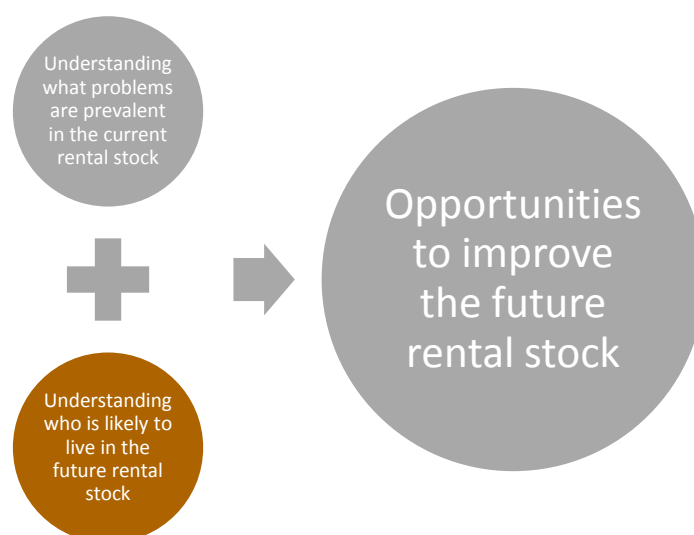 Understanding
what problems
are prevalent
in the current
rental stock
Understanding
who is likely to
live in the
future rental
stock
Opportunities
to improve
the future
rental stock